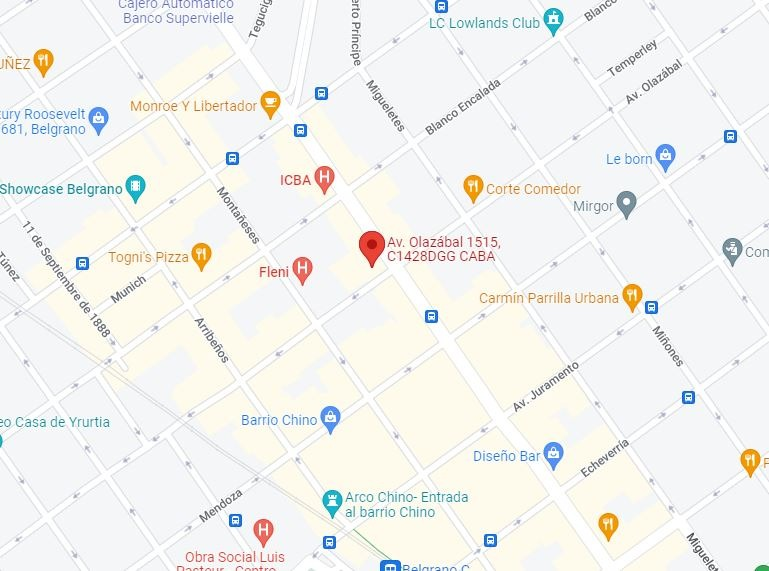 Cajero Automático
Banco Supervielle
Tegucig
erto Príncipe
LC Lowlands Club
Blanco
UÑEZ
Temperley
Av. Olazábal
Monroe Y Libertador
Migueletes
Blanco Encalada
tury Roosevelt
681, Belgrano
Le born
ICBA
Showcase Belgrano
Corte Comedor
Mirgor
Montañeses
11 de Septiembre de 1888
Av. Olazábal 1515,
C1428DGG CABA
Togni's Pizza
Fleni
Com
Túnez
Munich
Carmín Parrilla Urbana
Arribeños
Miñones
Av. Juramento
eo Casa de Yrurtia
Barrio Chino
Diseño Bar
Echeverría
P
Mendoza
Arco Chino- Entrada
al barrio Chino
Obra Social Luis
Pasteur - Centro
Belgrano C
Miguelet